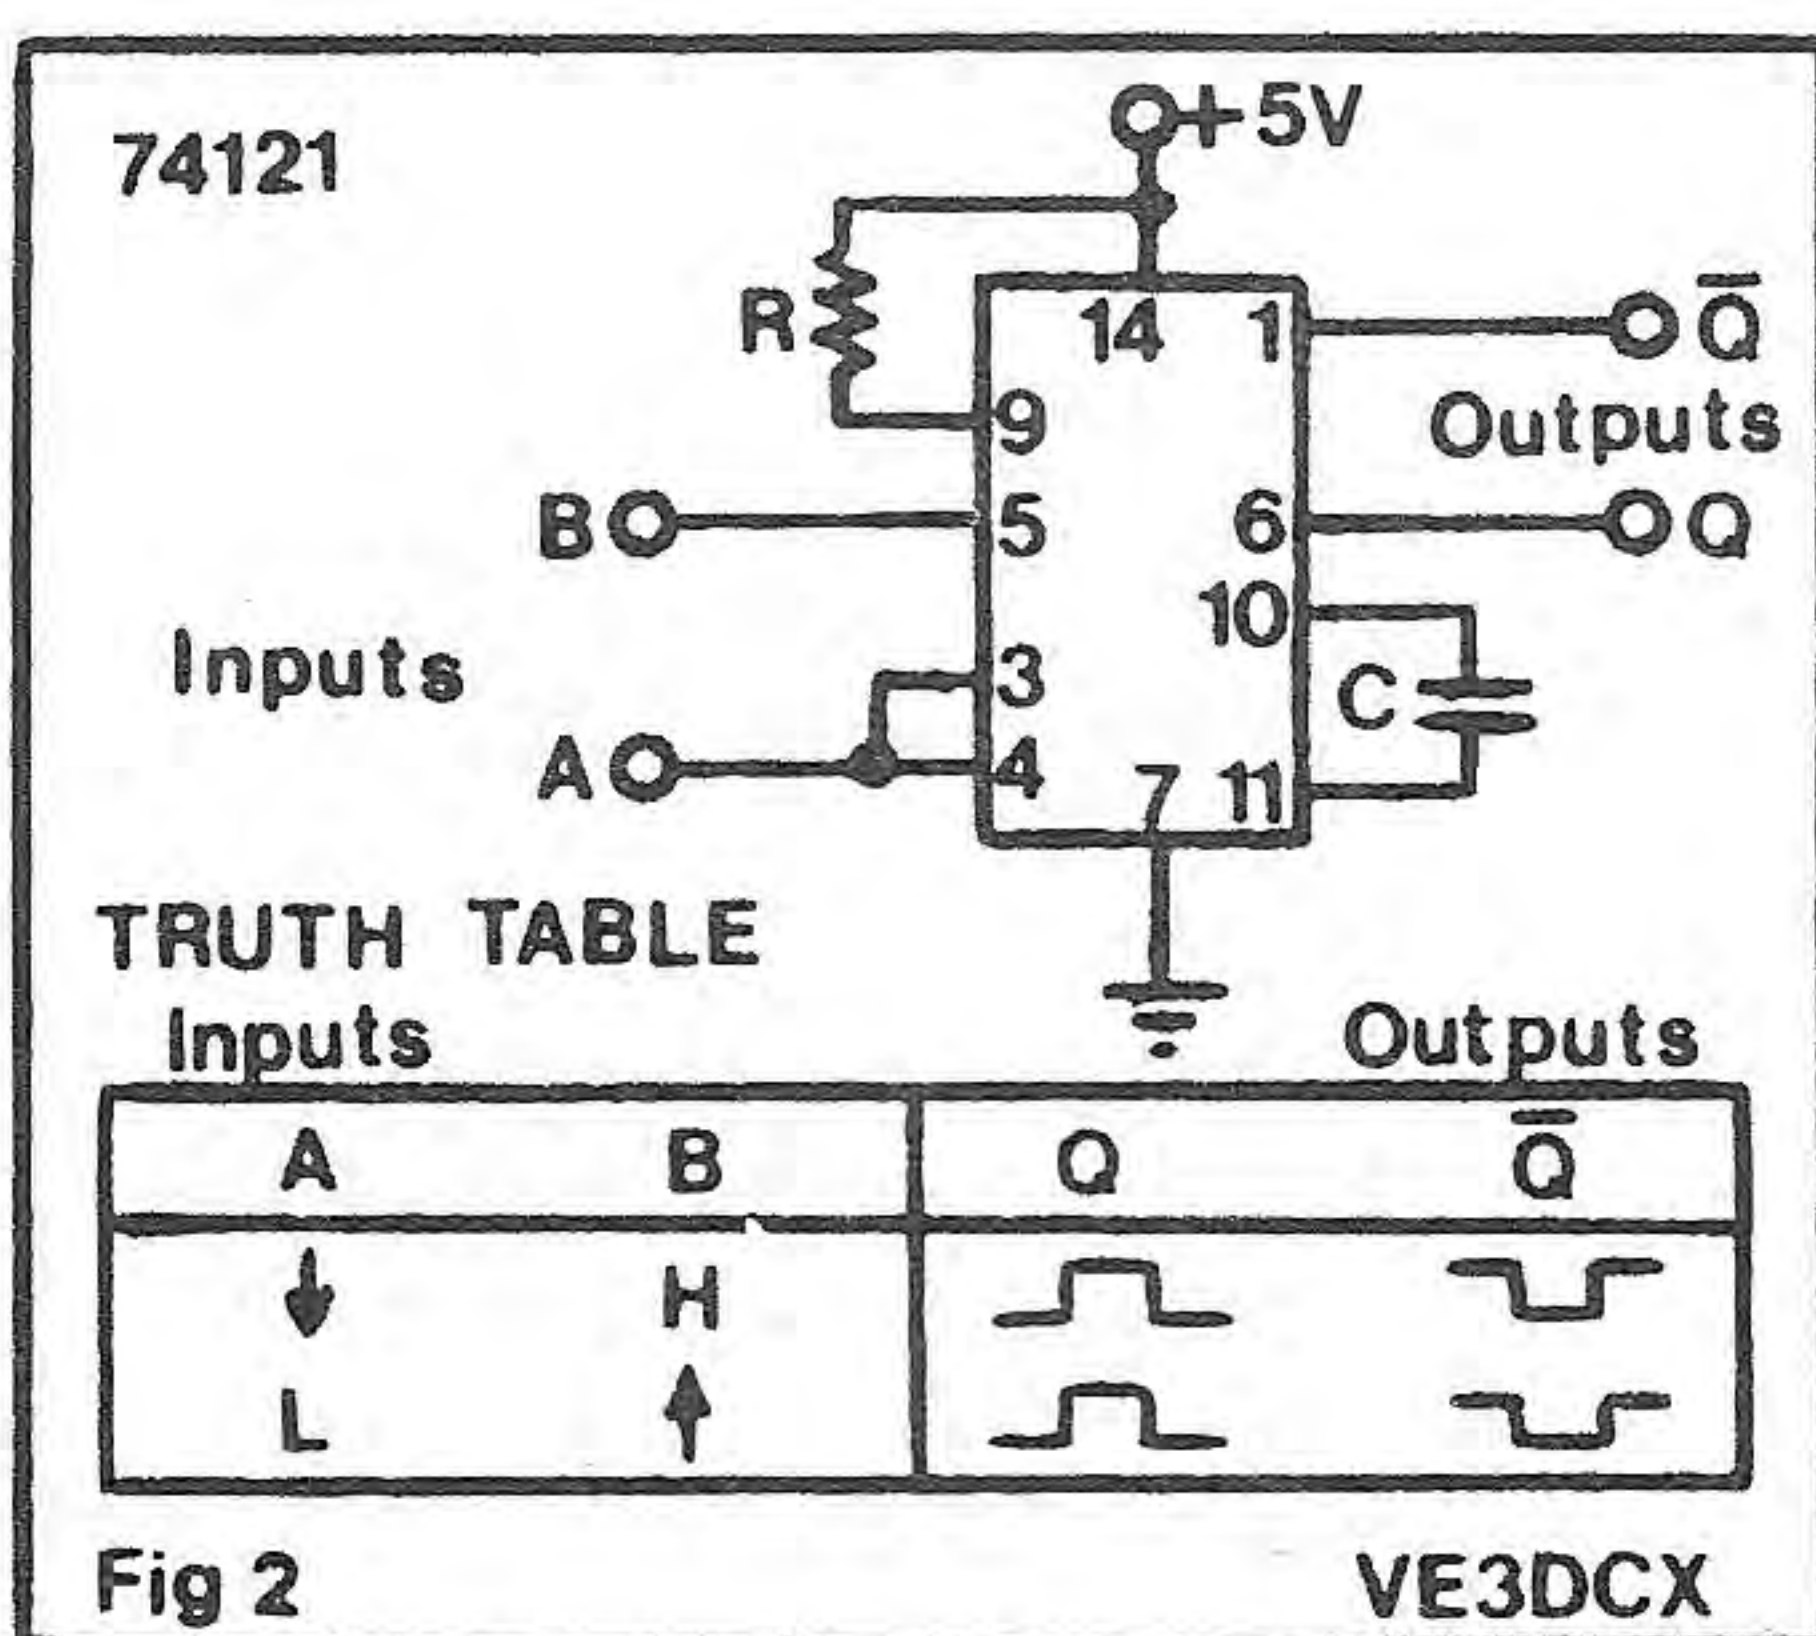 74121
+5V
R
14
1
Q̅
9
Outputs
B
5
6
Q
10
Inputs
3
C
A
4
7
11
TRUTH TABLE
Inputs
Outputs
A B Q Q̅
↓ H
L ↑
Fig 2
VE3DCX